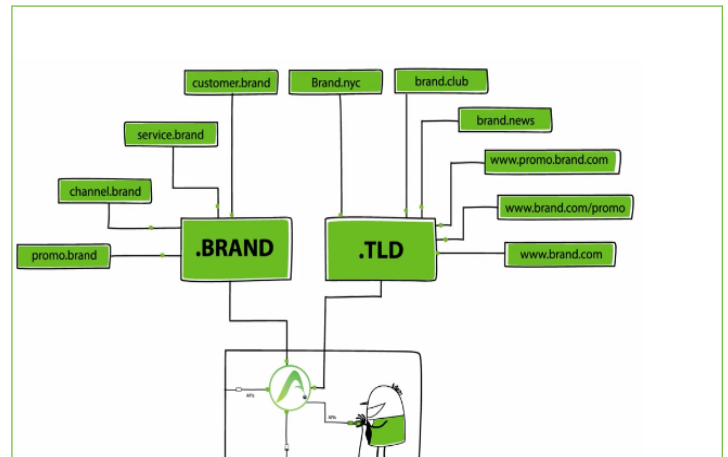 customer.brand
Brand.nyc
brand.club
brand.news
service.brand
www.promo.brand.com
channel.brand
www.brand.com/promo
promo.brand
.BRAND
.TLD
www.brand.com
APIs
APIs